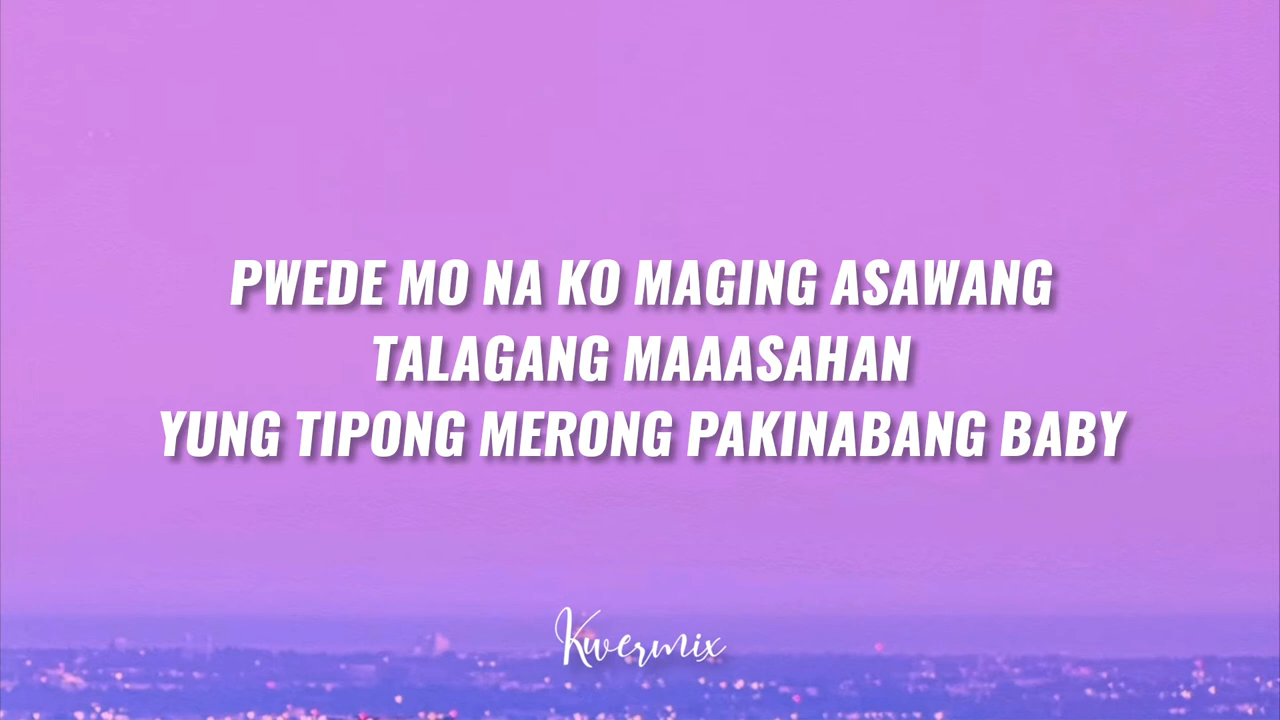 PWEDE MO NA KO MAGING ASAWANG
TALAGANG MAAASAHAN
YUNG TIPONG MERONG PAKINABANG BABY
Kwermix